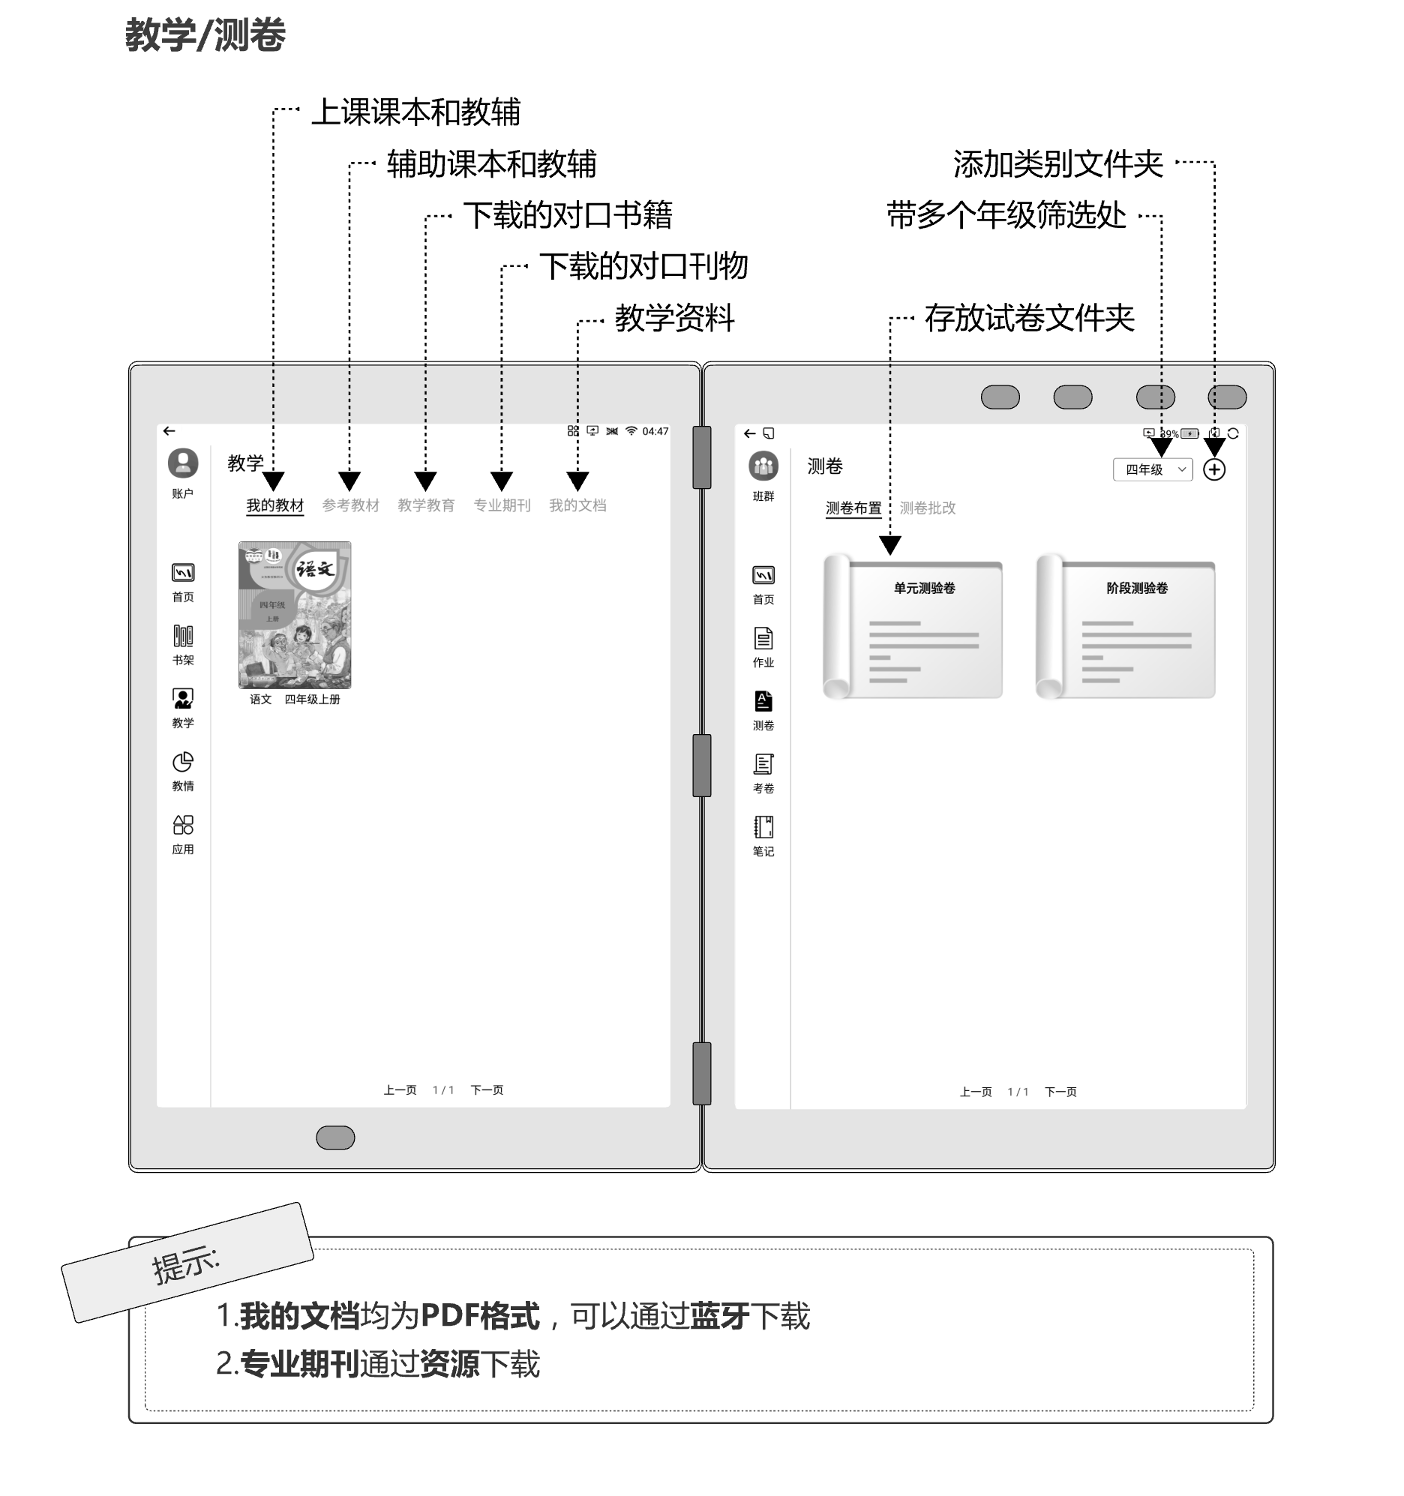 教学/测卷
上课课本和教辅
辅助课本和教辅
添加类别文件夹
下载的对口书籍
带多个年级筛选处
下载的对口刊物
教学资料
存放试卷文件夹
04:47
账户
教学
我的教材 参考教材 教学教育 专业期刊 我的文档
语文
四年级
上册
语文 四年级上册
首页
书架
教学
教情
应用
上一页 1/1 下一页
89%
班群
测卷
四年级
测卷布置 测卷批改
单元测验卷
阶段测验卷
首页
作业
测卷
考卷
笔记
上一页 1/1 下一页
提示:
1.我的文档均为PDF格式，可以通过蓝牙下载
2.专业期刊通过资源下载